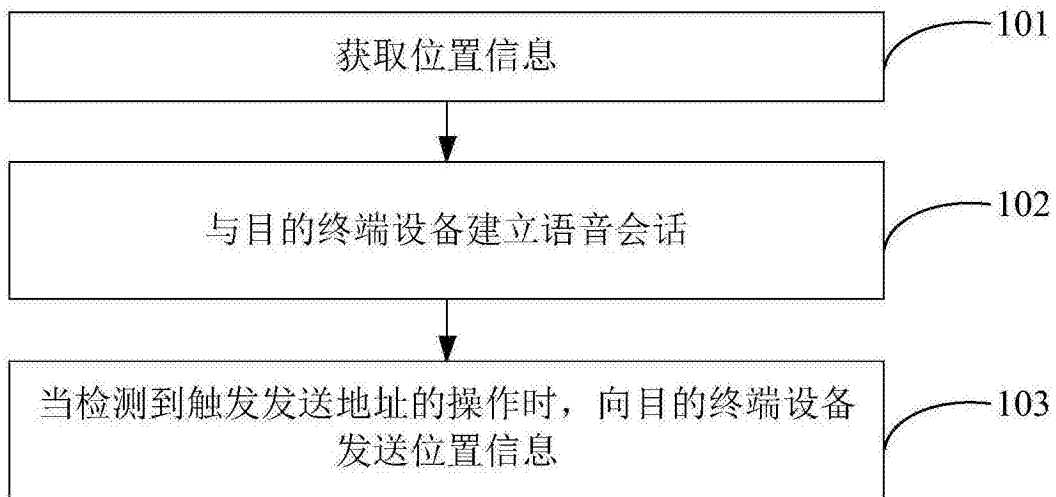 101
获取位置信息
102
与目的终端设备建立语音会话
当检测到触发发送地址的操作时，向目的终端设备
103
发送位置信息